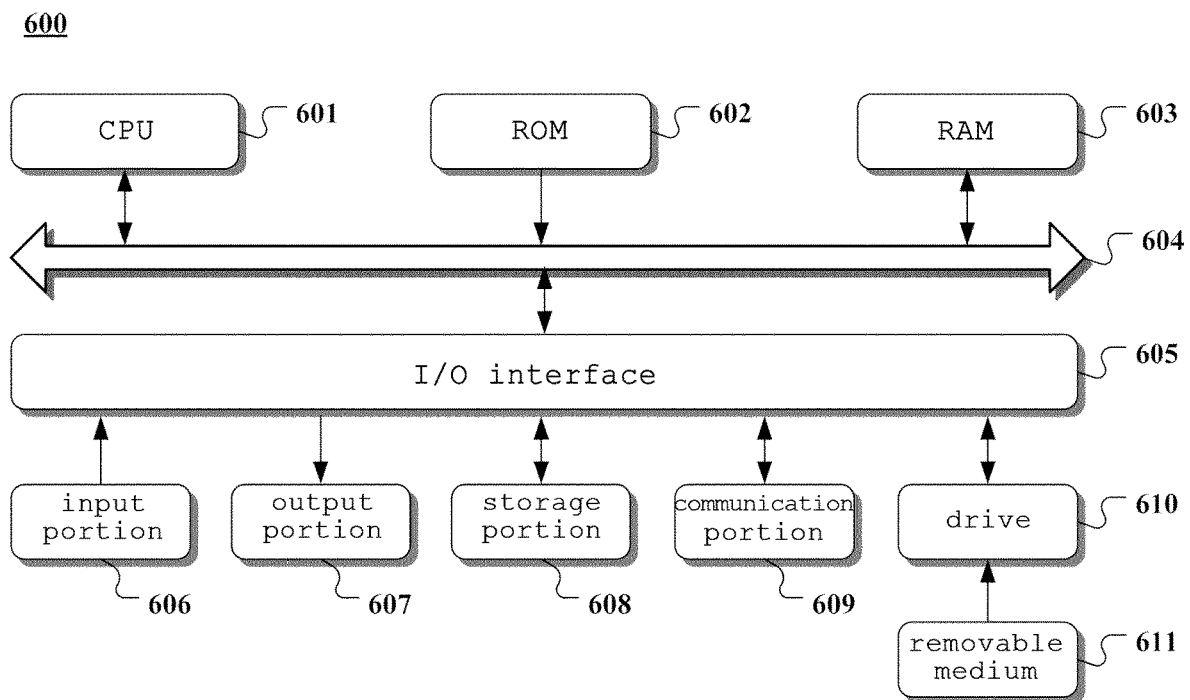 600
CPU
601
ROM
602
RAM
603
604
I/O interface
605
input
portion
606
output
portion
607
storage
portion
608
communication
portion
609
drive
610
removable
medium
611